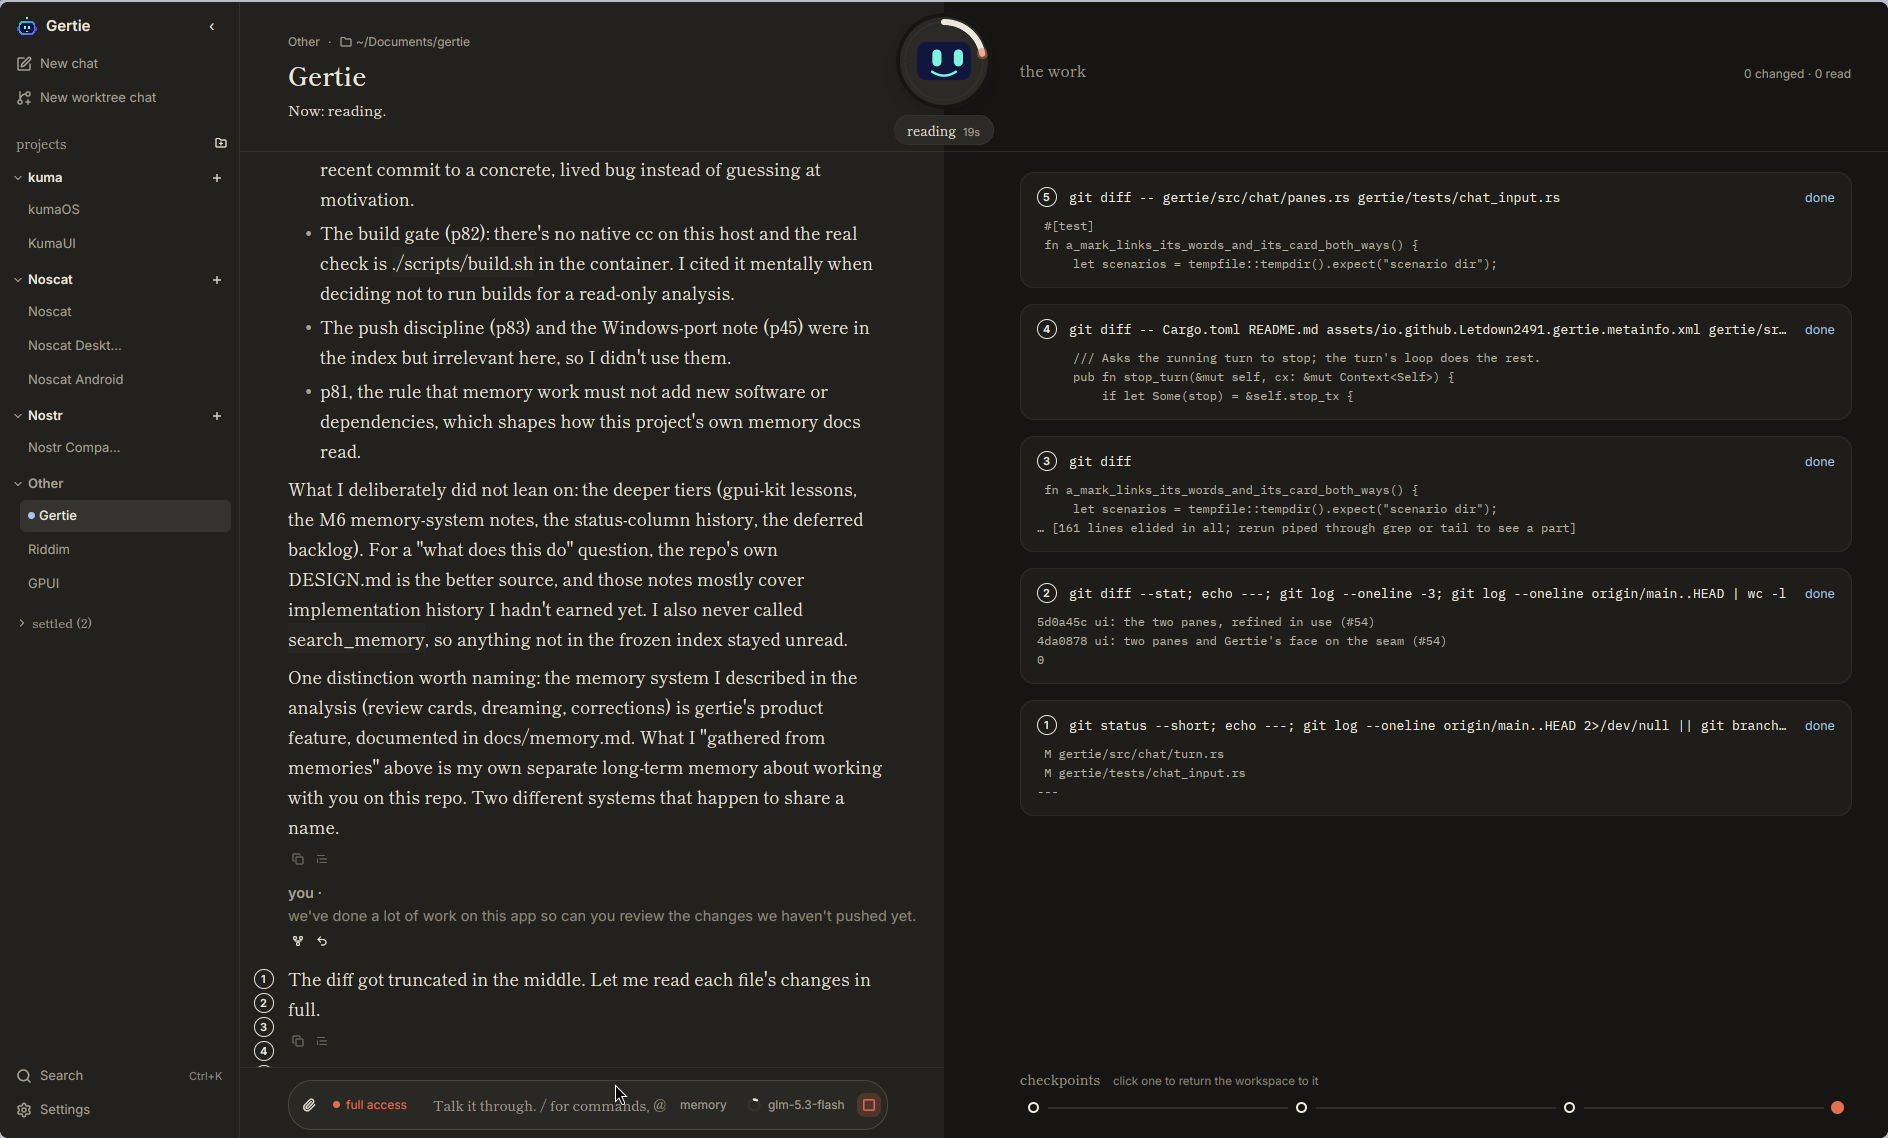 Gertie
New chat
New worktree chat
projects
kuma
kumaOS
KumaUI
Noscat
Noscat
Noscat Deskt...
Noscat Android
Nostr
Nostr Compa...
Other
Gertie
Riddim
GPUI
settled (2)
Search Ctrl+K
Settings
Other · ~/Documents/gertie
Gertie
Now: reading.
reading 19s
recent commit to a concrete, lived bug instead of guessing at
motivation.
• The build gate (p82): there's no native cc on this host and the real
check is ./scripts/build.sh in the container. I cited it mentally when
deciding not to run builds for a read-only analysis.
• The push discipline (p83) and the Windows-port note (p45) were in
the index but irrelevant here, so I didn't use them.
• p81, the rule that memory work must not add new software or
dependencies, which shapes how this project's own memory docs
read.
What I deliberately did not lean on: the deeper tiers (gpui-kit lessons,
the M6 memory-system notes, the status-column history, the deferred
backlog). For a "what does this do" question, the repo's own
DESIGN.md is the better source, and those notes mostly cover
implementation history I hadn't earned yet. I also never called
search_memory, so anything not in the frozen index stayed unread.
One distinction worth naming: the memory system I described in the
analysis (review cards, dreaming, corrections) is gertie's product
feature, documented in docs/memory.md. What I "gathered from
memories" above is my own separate long-term memory about working
with you on this repo. Two different systems that happen to share a
name.
you ·
we've done a lot of work on this app so can you review the changes we haven't pushed yet.
1
2
3
4
The diff got truncated in the middle. Let me read each file's changes in
full.
full access Talk it through. / for commands, @ memory glm-5.3-flash
the work
0 changed · 0 read
5 git diff -- gertie/src/chat/panes.rs gertie/tests/chat_input.rs done
#[test]
fn a_mark_links_its_words_and_its_card_both_ways() {
let scenarios = tempfile::tempdir().expect("scenario dir");
4 git diff -- Cargo.toml README.md assets/io.github.Letdown2491.gertie.metainfo.xml gertie/sr… done
/// Asks the running turn to stop; the turn's loop does the rest.
pub fn stop_turn(&mut self, cx: &mut Context<Self>) {
if let Some(stop) = &self.stop_tx {
3 git diff done
fn a_mark_links_its_words_and_its_card_both_ways() {
let scenarios = tempfile::tempdir().expect("scenario dir");
… [161 lines elided in all; rerun piped through grep or tail to see a part]
2 git diff --stat; echo ---; git log --oneline -3; git log --oneline origin/main..HEAD | wc -l done
5d0a45c ui: the two panes, refined in use (#54)
4da0878 ui: two panes and Gertie's face on the seam (#54)
0
1 git status --short; echo ---; git log --oneline origin/main..HEAD 2>/dev/null || git branch… done
M gertie/src/chat/turn.rs
M gertie/tests/chat_input.rs
---
checkpoints click one to return the workspace to it